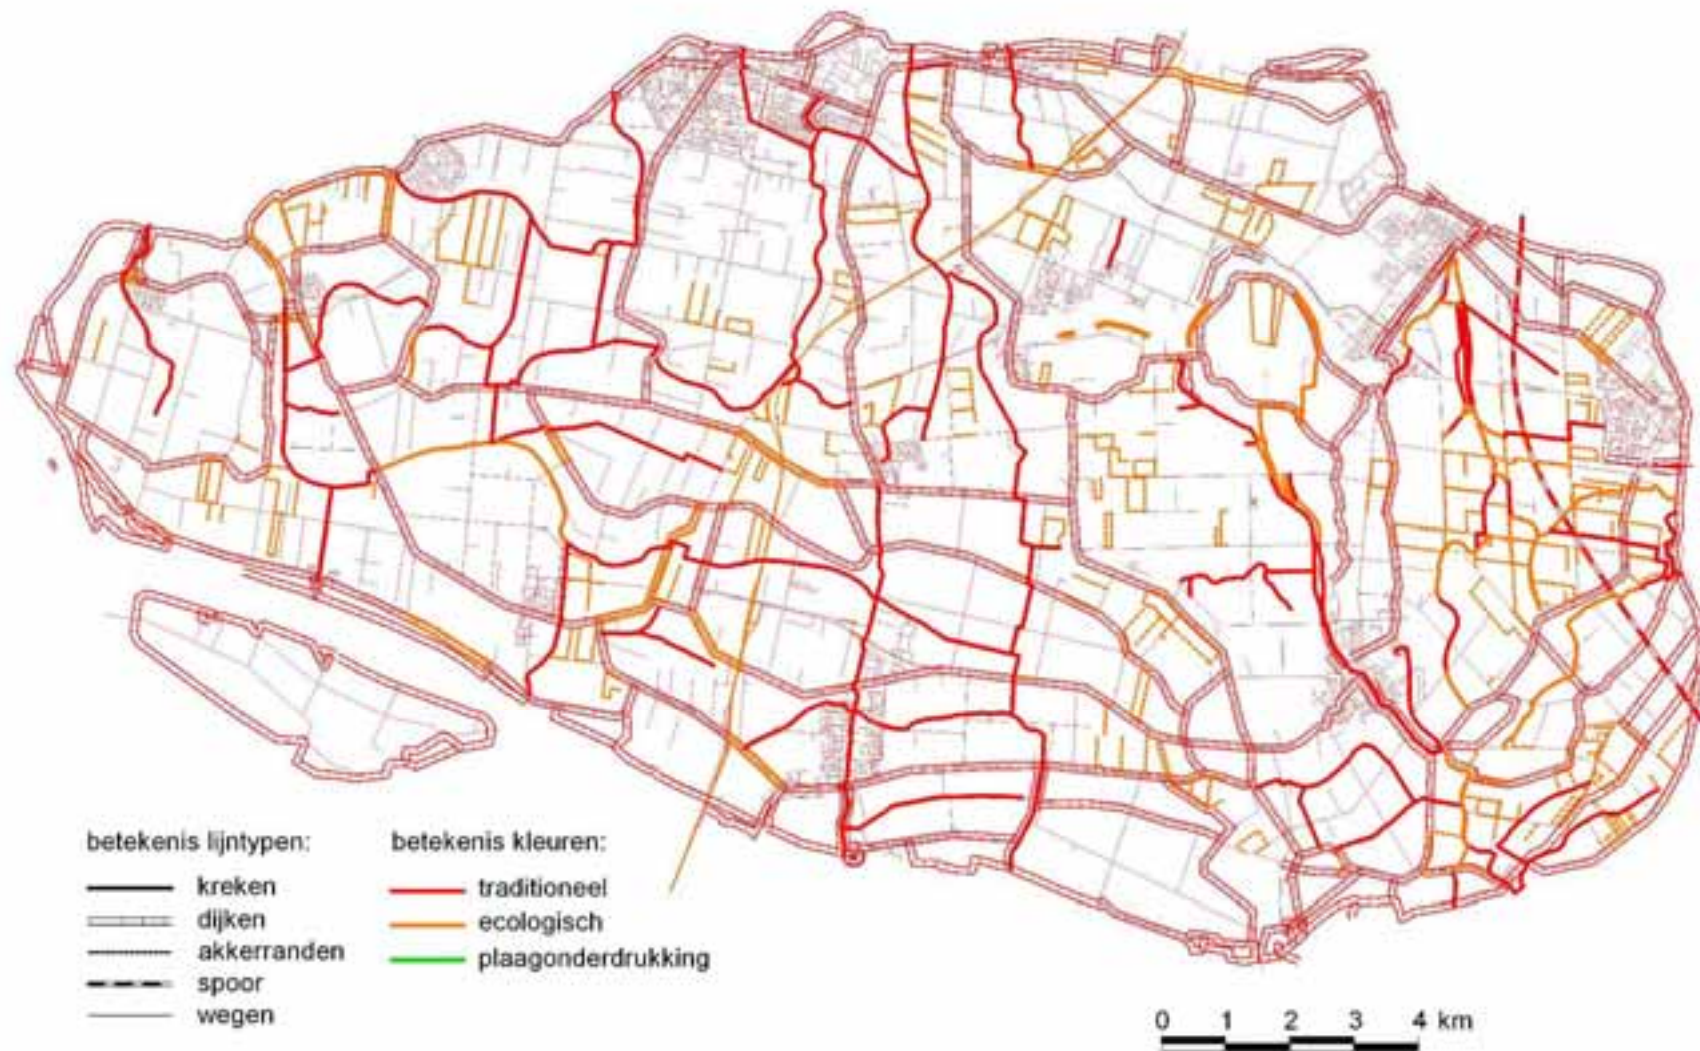 betekenis lijntypen:
kreken
dijken
akkerranden
spoor
wegen
betekenis kleuren:
traditioneel
ecologisch
plaagonderdrukking
0 1 2 3 4 km